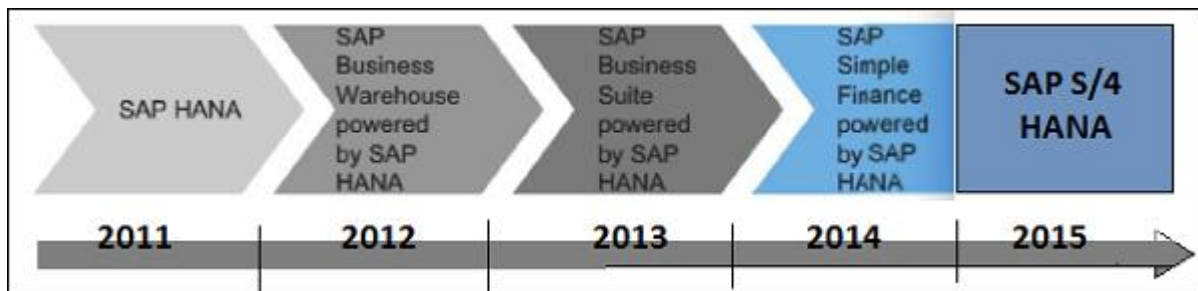 SAP HANA
SAP
Business
Warehouse
powered
by SAP
HANA
SAP
Business
Suite
powered
by SAP
HANA
SAP
Simple
Finance
powered
by SAP
HANA
SAP S/4
HANA
2011
2012
2013
2014
2015